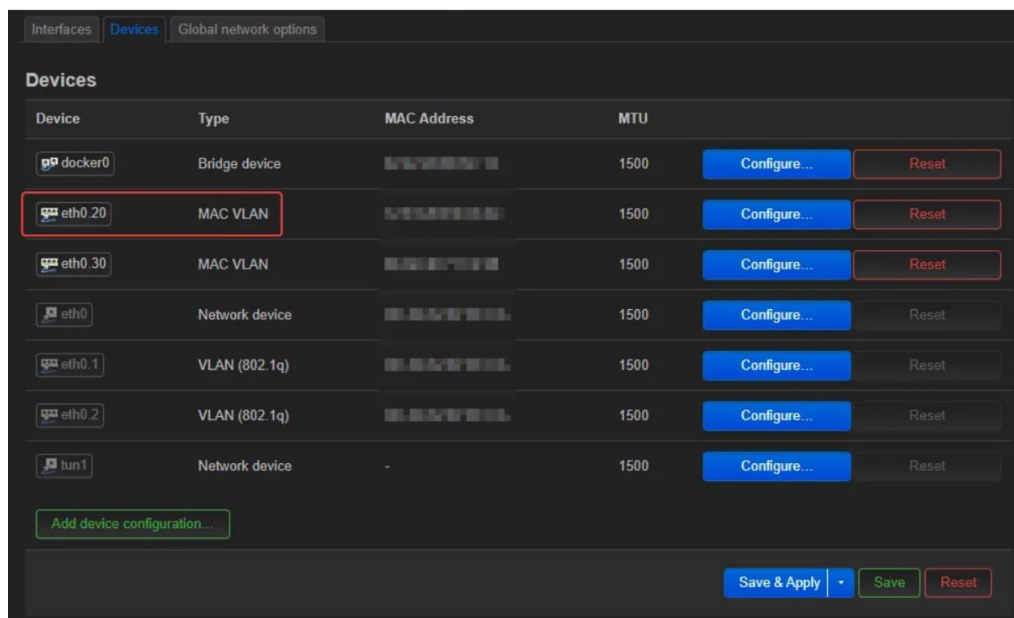 Interfaces Devices Global network options
Devices
Device Type MAC Address MTU
docker0 Bridge device 1500 Configure... Reset
eth0.20 MAC VLAN 1500 Configure... Reset
eth0.30 MAC VLAN 1500 Configure... Reset
eth0 Network device 1500 Configure... Reset
eth0.1 VLAN (802.1q) 1500 Configure... Reset
eth0.2 VLAN (802.1q) 1500 Configure... Reset
tun1 Network device - 1500 Configure... Reset
Add device configuration...
Save & Apply Save Reset